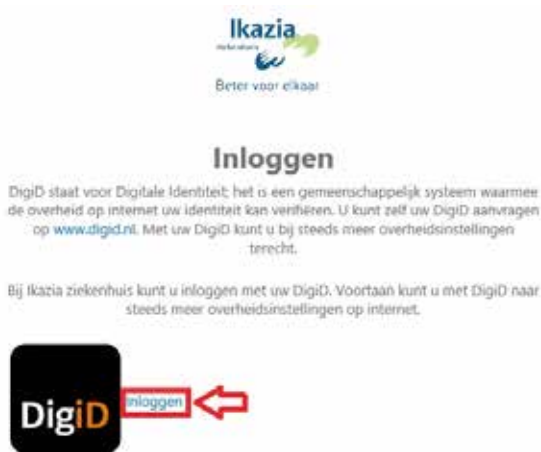 Ikazia
ziekenhuis
Beter voor elkaar
Inloggen
DigiD staat voor Digitale Identiteit; het is een gemeenschappelijk systeem waarmee
de overheid op internet uw identiteit kan verifiëren. U kunt zelf uw DigiD aanvragen
op www.digid.nl. Met uw DigiD kunt u bij steeds meer overheidsinstellingen
terecht.
Bij Ikazia ziekenhuis kunt u inloggen met uw DigiD. Voortaan kunt u met DigiD naar
steeds meer overheidsinstellingen op internet.
DigiD
Inloggen